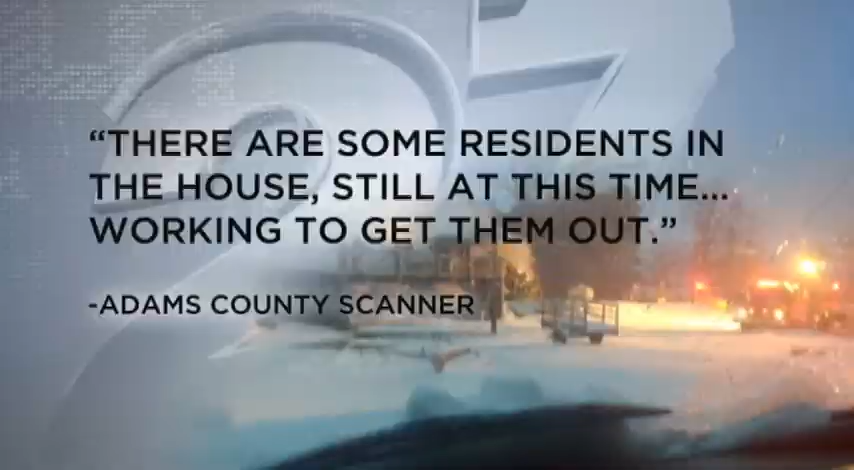 27
“THERE ARE SOME RESIDENTS IN
THE HOUSE, STILL AT THIS TIME...
WORKING TO GET THEM OUT.”
-ADAMS COUNTY SCANNER